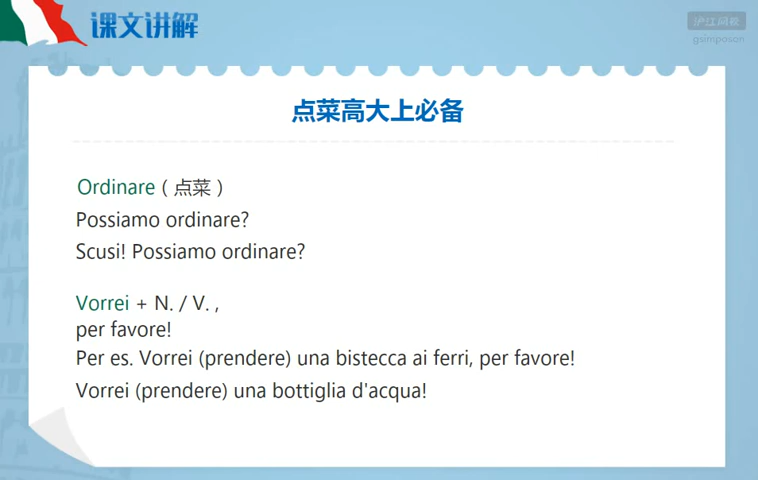 课文讲解
沪江网校
gsimposon
点菜高大上必备
Ordinare（点菜）
Possiamo ordinare?
Scusi! Possiamo ordinare?
Vorrei + N. / V. ,
per favore!
Per es. Vorrei (prendere) una bistecca ai ferri, per favore!
Vorrei (prendere) una bottiglia d'acqua!